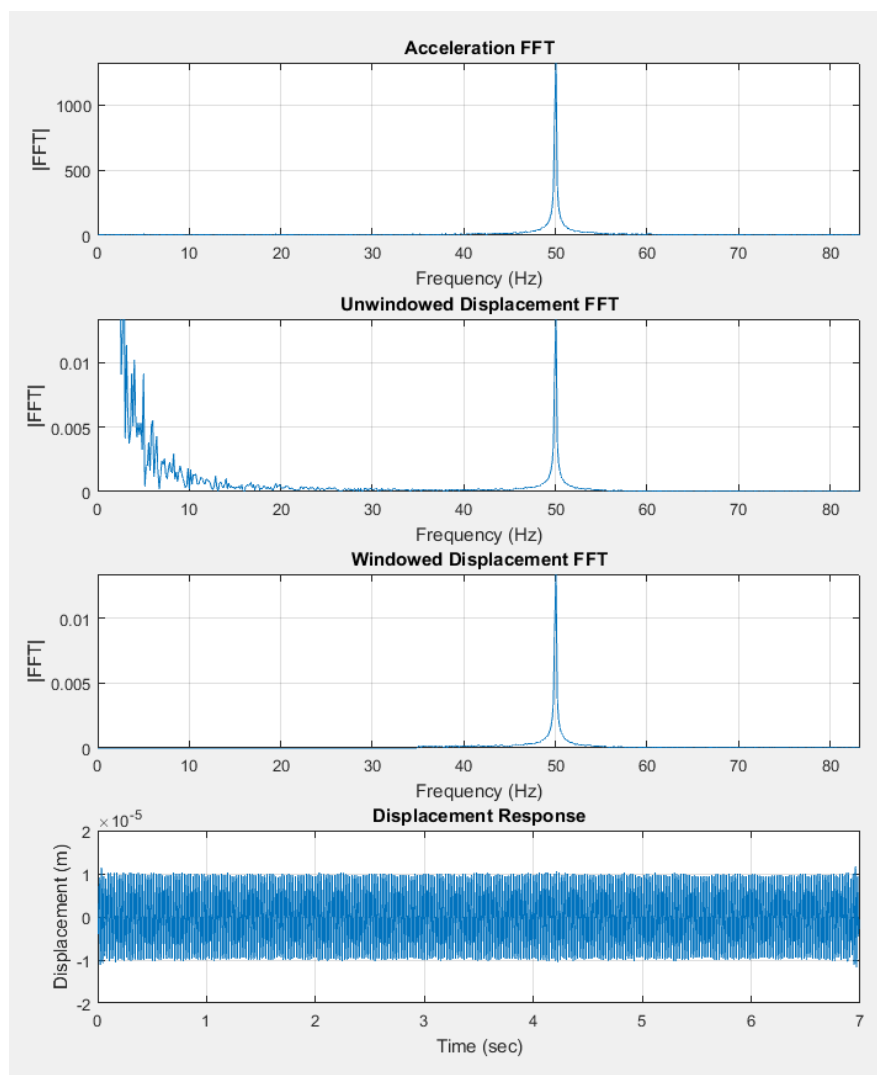 Acceleration FFT
1000
500
0
|FFT|
0 10 20 30 40 50 60 70 80
Frequency (Hz)
Unwindowed Displacement FFT
0.01
0.005
0
|FFT|
0 10 20 30 40 50 60 70 80
Frequency (Hz)
Windowed Displacement FFT
0.01
0.005
0
|FFT|
0 10 20 30 40 50 60 70 80
Frequency (Hz)
Displacement Response
×10⁻⁵
2
1
0
-1
-2
Displacement (m)
0 1 2 3 4 5 6 7
Time (sec)